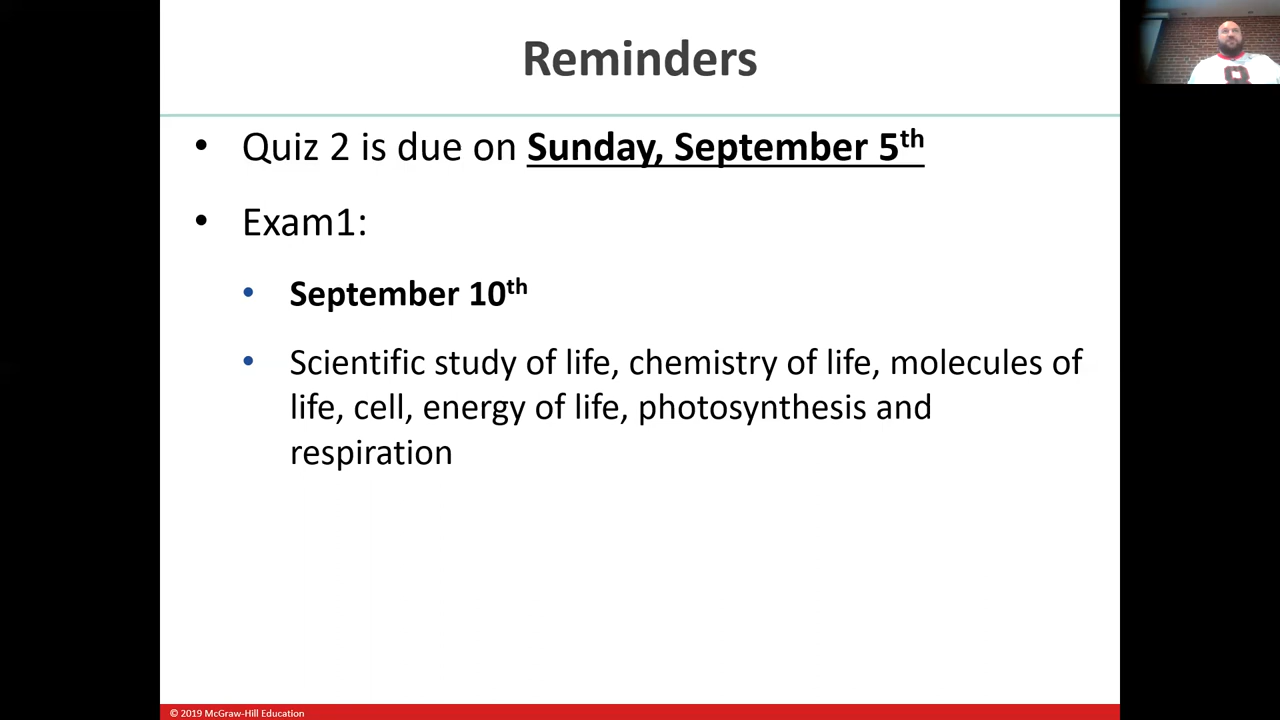 Reminders
• Quiz 2 is due on Sunday, September 5th
• Exam1:
• September 10th
• Scientific study of life, chemistry of life, molecules of
life, cell, energy of life, photosynthesis and
respiration
© 2019 McGraw-Hill Education
8